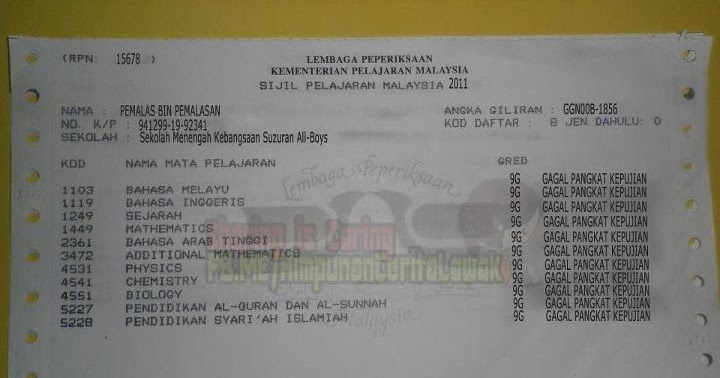 (RPN: 15678 )
LEMBAGA PEPERIKSAAN
KEMENTERIAN PELAJARAN MALAYSIA
SIJIL PELAJARAN MALAYSIA 2011
NAMA : PEMALAS BIN PEMALASAN ANGKA GILIRAN : GGN00B-1856
NO. K/P : 941299-19-92341 KOD DAFTAR : 8 JEN.DAHULU: 0
SEKOLAH : Sekolah Menengah Kebangsaan Suzuran All-Boys
KOD NAMA MATA PELAJARAN GRED
1103 BAHASA MELAYU 9G GAGAL PANGKAT KEPUJIAN
1119 BAHASA INGGERIS 9G GAGAL PANGKAT KEPUJIAN
1249 SEJARAH 9G GAGAL PANGKAT KEPUJIAN
1449 MATHEMATICS 9G GAGAL PANGKAT KEPUJIAN
2361 BAHASA ARAB TINGGI 9G GAGAL PANGKAT KEPUJIAN
3472 ADDITIONAL MATHEMATICS 9G GAGAL PANGKAT KEPUJIAN
4531 PHYSICS 9G GAGAL PANGKAT KEPUJIAN
4541 CHEMISTRY 9G GAGAL PANGKAT KEPUJIAN
4551 BIOLOGY 9G GAGAL PANGKAT KEPUJIAN
5227 PENDIDIKAN AL-QURAN DAN AL-SUNNAH 9G GAGAL PANGKAT KEPUJIAN
5228 PENDIDIKAN SYARI'AH ISLAMIAH 9G GAGAL PANGKAT KEPUJIAN
Lembaga Peperiksaan
Sharing is Caring
FB.ME/HimpunanCeritaLawak
Malaysia